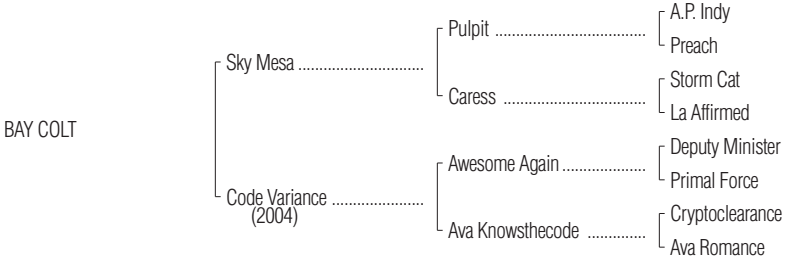 A.P. Indy
Pulpit ....................................
Preach
Sky Mesa ..............................
Storm Cat
Caress ..................................
La Affirmed
BAY COLT
Deputy Minister
Awesome Again ....................
Primal Force
Code Variance ......................
(2004)
Cryptoclearance
Ava Knowsthecode ..............
Ava Romance